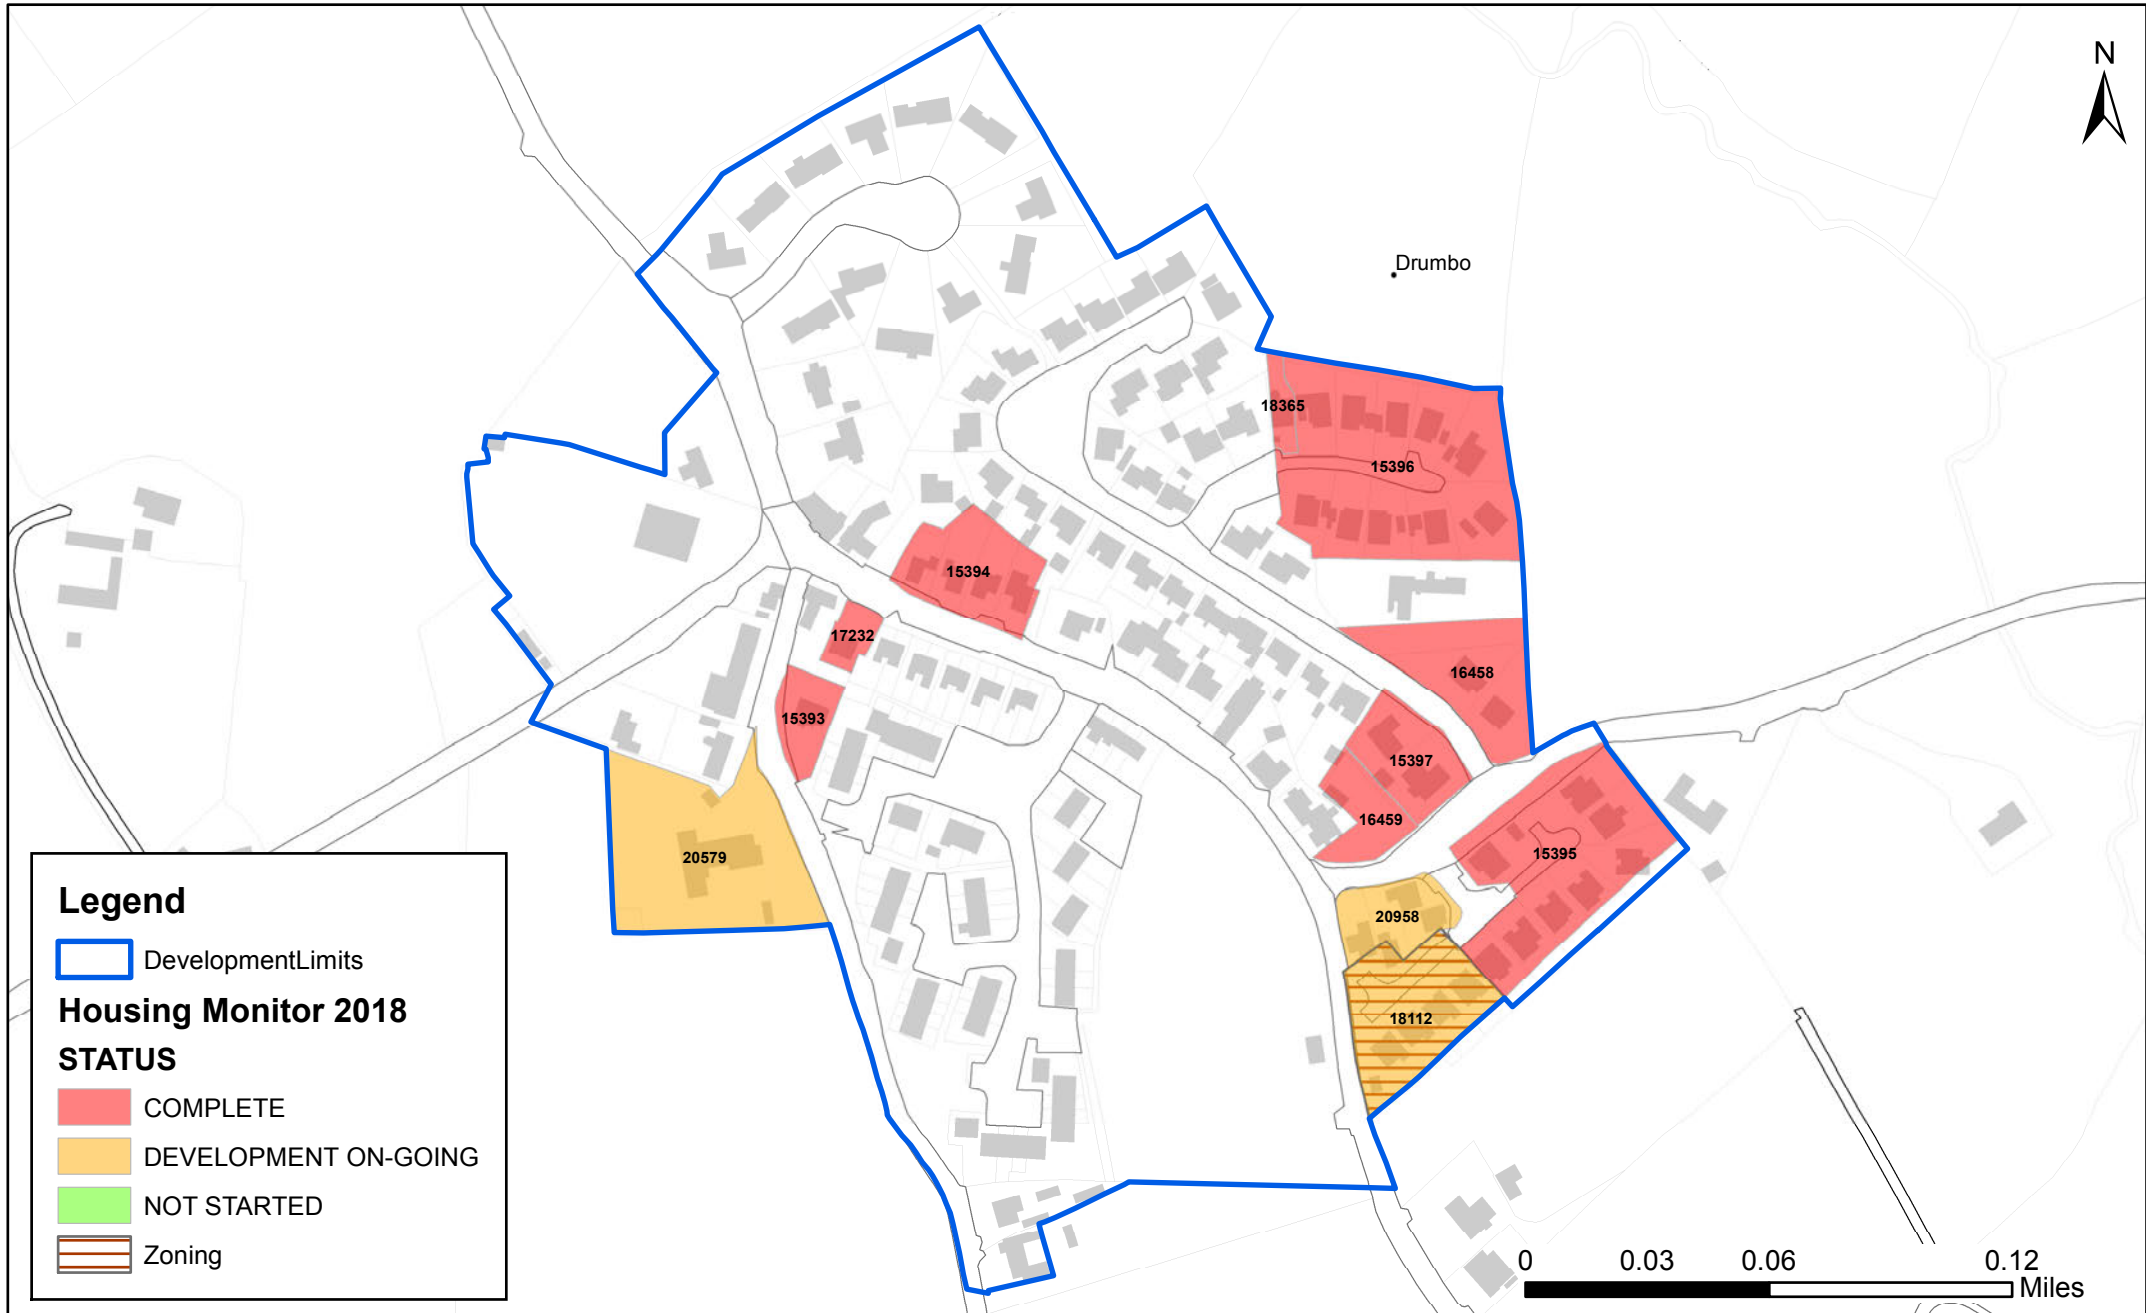 N
Drumbo
18365
15396
15394
17232
16458
15393
15397
16459
15395
20579
20958
18112
Legend
DevelopmentLimits
Housing Monitor 2018
STATUS
COMPLETE
DEVELOPMENT ON-GOING
NOT STARTED
Zoning
0 0.03 0.06 0.12
Miles